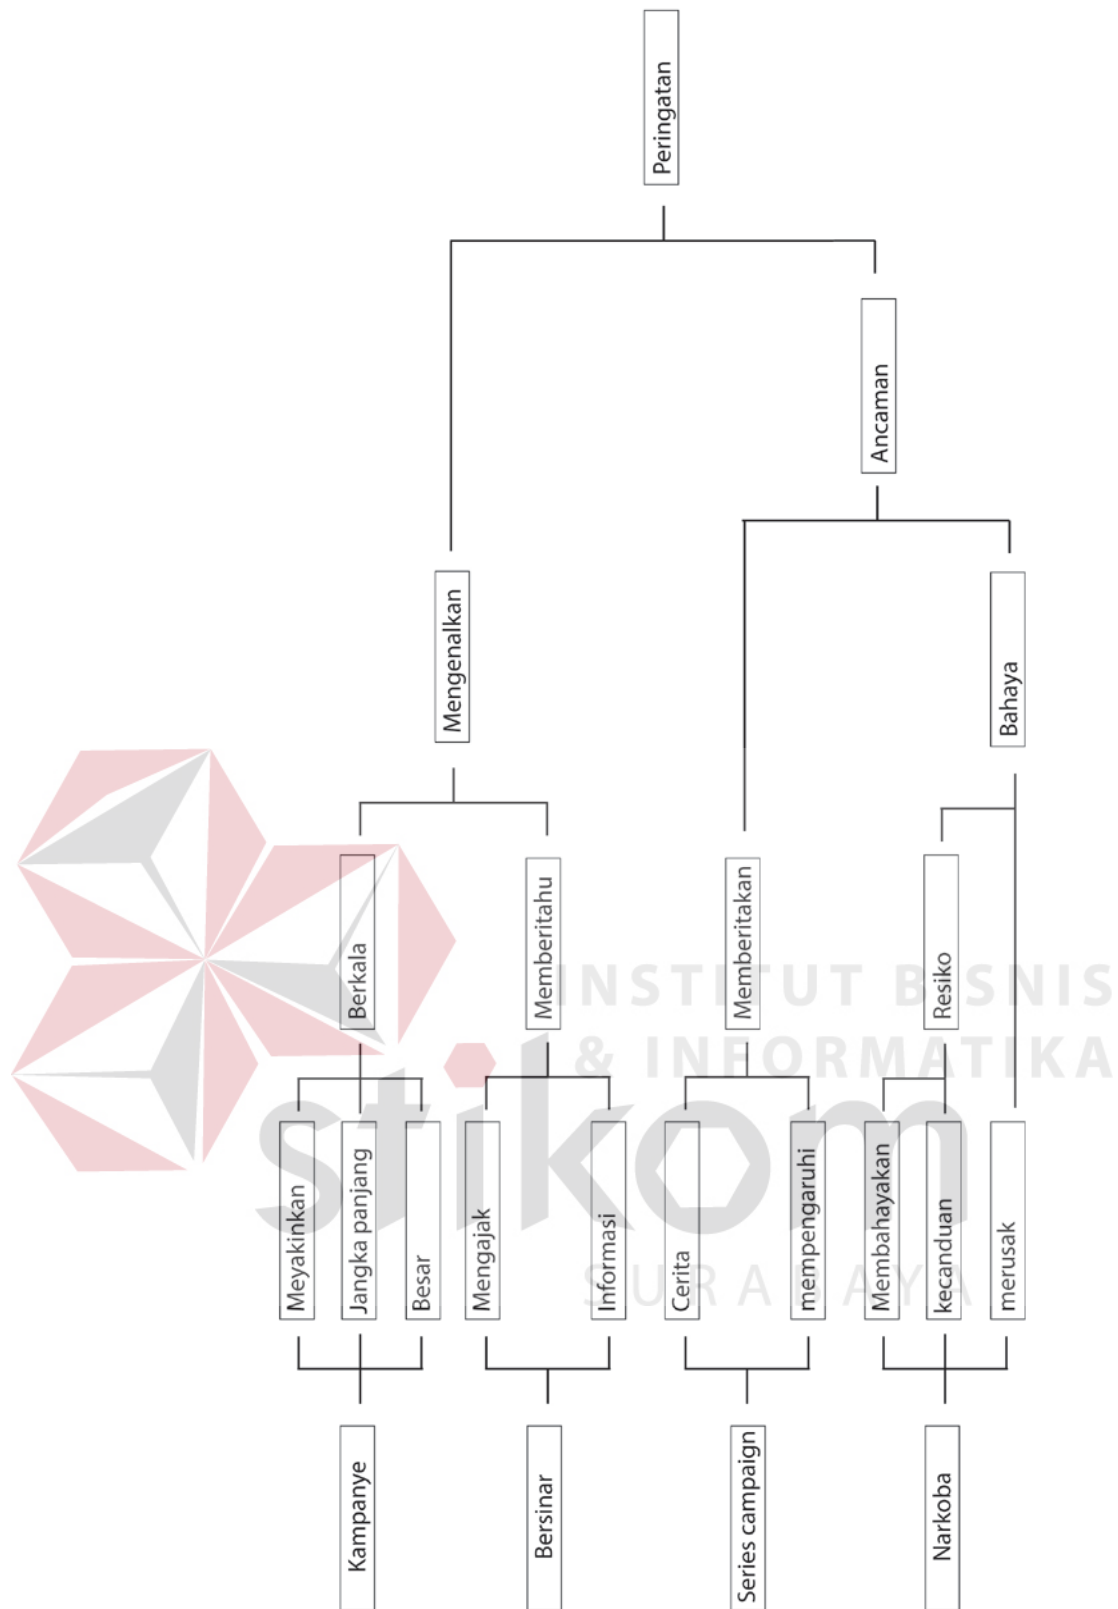 Kampanye
Bersinar
Series campaign
Narkoba
Meyakinkan
Jangka panjang
Besar
Mengajak
Informasi
Cerita
mempengaruhi
Membahayakan
kecanduan
merusak
Berkala
Memberitahu
Memberitakan
Resiko
Mengenalkan
Bahaya
Ancaman
Peringatan
INSTITUT BISNIS
& INFORMATIKA
stikom
SURABAYA